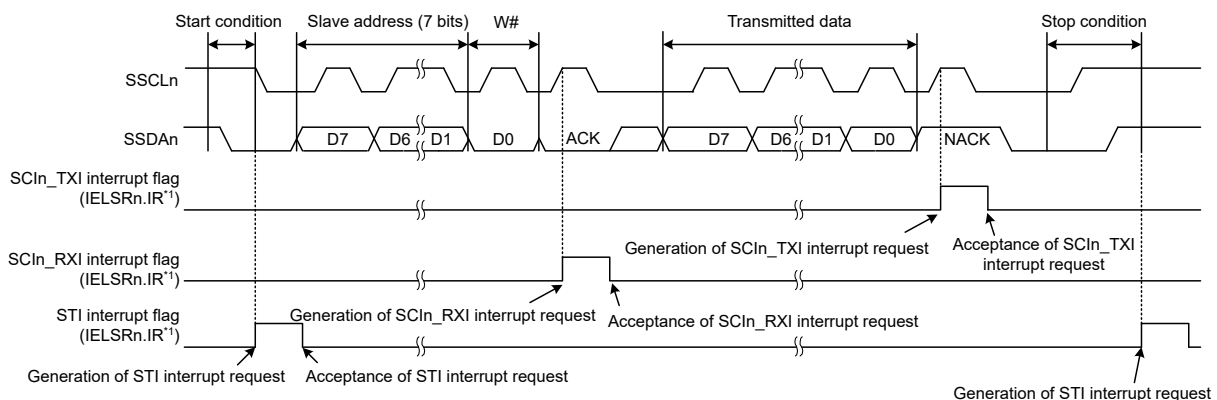 Start condition
Slave address (7 bits)
W#
Transmitted data
Stop condition
SSCLn
SSDAn
D7
D6
D1
D0
ACK
D7
D6
D1
D0
NACK
SCIn_TXI interrupt flag
(IELSRn.IR*1)
Generation of SCIn_TXI interrupt request
Acceptance of SCIn_TXI
interrupt request
SCIn_RXI interrupt flag
(IELSRn.IR*1)
Generation of SCIn_RXI interrupt request
Acceptance of SCIn_RXI interrupt request
STI interrupt flag
(IELSRn.IR*1)
Generation of STI interrupt request
Acceptance of STI interrupt request
Generation of STI interrupt request